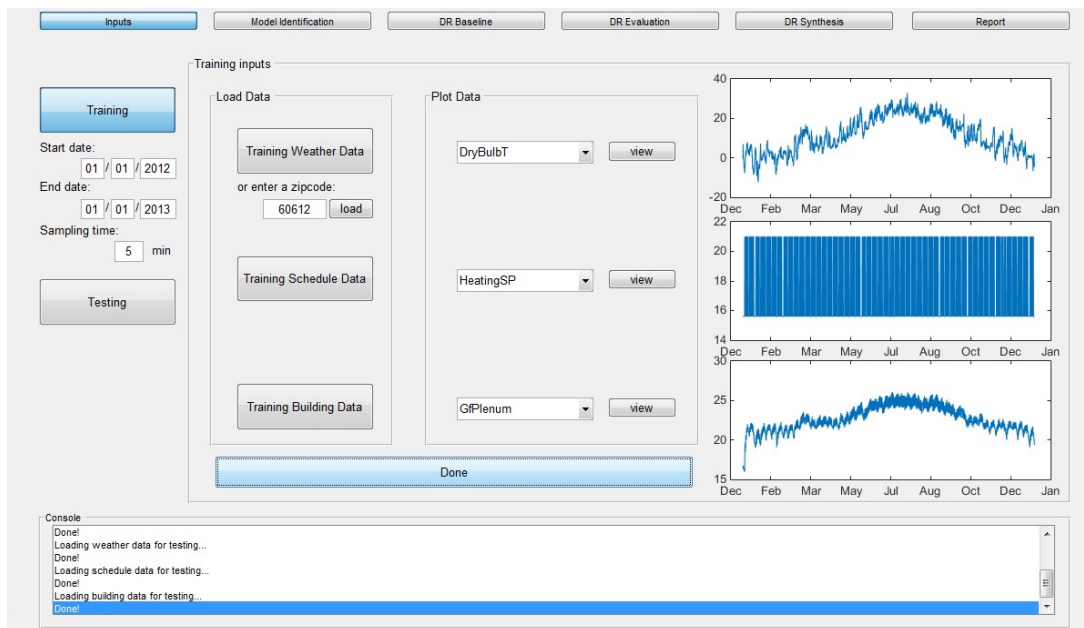 Inputs Model Identification DR Baseline DR Evaluation DR Synthesis Report
Training inputs
Training
Start date:
01 / 01 / 2012
End date:
01 / 01 / 2013
Sampling time:
5 min
Testing
Load Data
Training Weather Data
or enter a zipcode:
60612 load
Training Schedule Data
Training Building Data
Plot Data
DryBulbT view
HeatingSP view
GfPlenum view
Done
40
20
0
-20
Dec Feb Mar May Jul Aug Oct Dec Jan
22
20
18
16
14
Dec Feb Mar May Jul Aug Oct Dec Jan
30
25
20
15
Dec Feb Mar May Jul Aug Oct Dec Jan
Console
Done!
Loading weather data for testing...
Done!
Loading schedule data for testing...
Done!
Loading building data for testing...
Done!